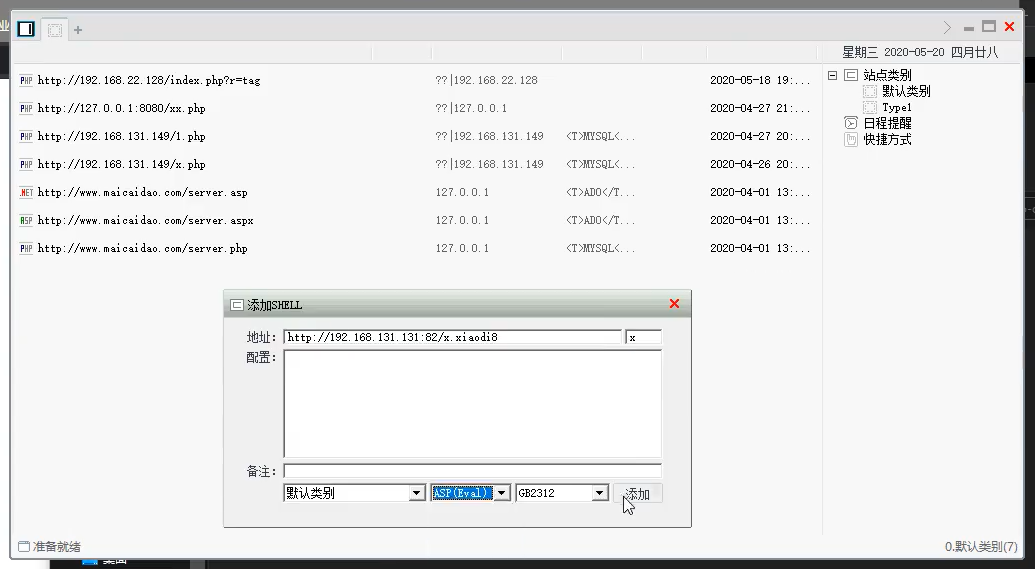 星期三 2020-05-20 四月廿八
PHP http://192.168.22.128/index.php?r=tag ??|192.168.22.128 2020-05-18 19:...
PHP http://127.0.0.1:8080/xx.php ??|127.0.0.1 2020-04-27 21:...
PHP http://192.168.131.149/1.php ??|192.168.131.149 <T>MYSQL<... 2020-04-27 20:...
PHP http://192.168.131.149/x.php ??|192.168.131.149 <T>MYSQL<... 2020-04-26 20:...
.NET http://www.maicaidao.com/server.asp 127.0.0.1 <T>ADO</T... 2020-04-01 13:...
ASP http://www.maicaidao.com/server.aspx 127.0.0.1 <T>ADO</T... 2020-04-01 13:...
PHP http://www.maicaidao.com/server.php 127.0.0.1 <T>MYSQL<... 2020-04-01 13:...
站点类别
默认类别
Type1
日程提醒
快捷方式
添加SHELL
地址: http://192.168.131.131:82/x.xiaodi8 x
配置:
备注:
默认类别 ASP(Eval) GB2312 添加
准备就绪 0.默认类别(7)
桌面